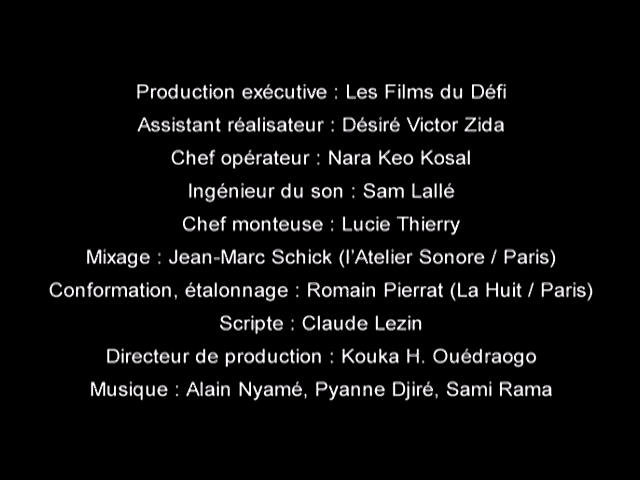 Production exécutive : Les Films du Défi
Assistant réalisateur : Désiré Victor Zida
Chef opérateur : Nara Keo Kosal
Ingénieur du son : Sam Lallé
Chef monteuse : Lucie Thierry
Mixage : Jean-Marc Schick (l'Atelier Sonore / Paris)
Conformation, étalonnage : Romain Pierrat (La Huit / Paris)
Scripte : Claude Lezin
Directeur de production : Kouka H. Ouédraogo
Musique : Alain Nyamé, Pyanne Djiré, Sami Rama